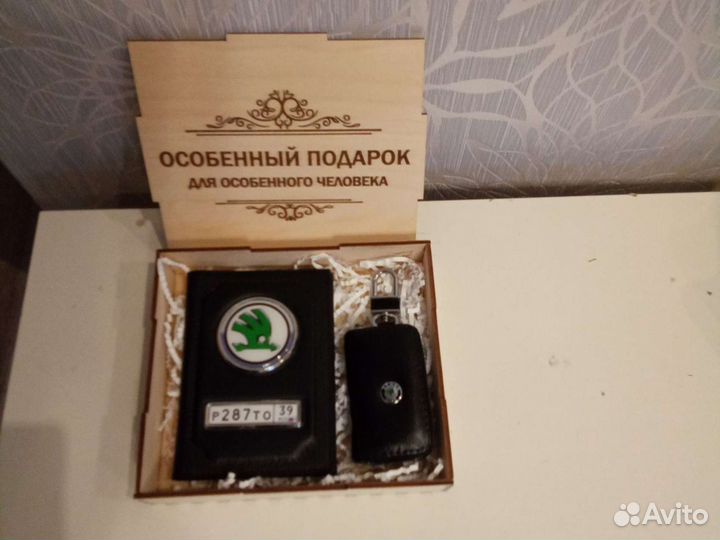 ОСОБЕННЫЙ ПОДАРОК
ДЛЯ ОСОБЕННОГО ЧЕЛОВЕКА
Р287ТО 39
Avito